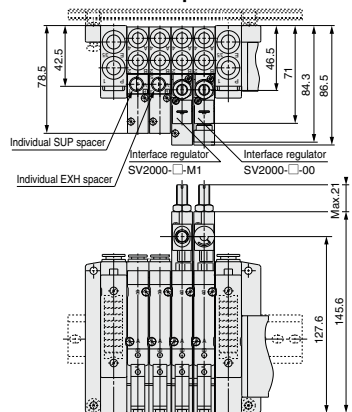 78.5
42.5
46.5
71
84.3
86.5
Individual SUP spacer
Individual EXH spacer
Interface regulator
SV2000-□-M1
Interface regulator
SV2000-□-00
Max.21
127.6
145.6